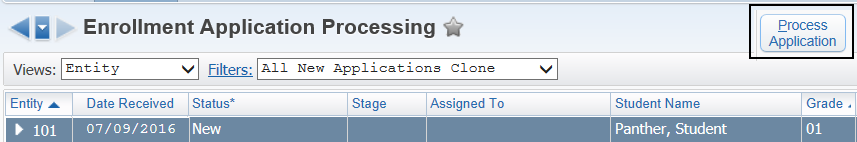 Enrollment Application Processing
Process Application
Views: Entity Filters: All New Applications Clone
Entity Date Received Status* Stage Assigned To Student Name Grade
101 07/09/2016 New Panther, Student 01